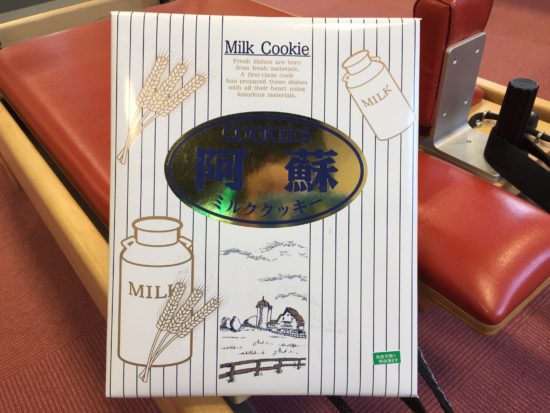 Milk Cookie
Fresh dishes are born
from fresh materials,
A first-class cook
has prepared these dishes
with all their heart using
luxurious materials.
MILK
COOKIES
阿蘇
ミルククッキー
MILK